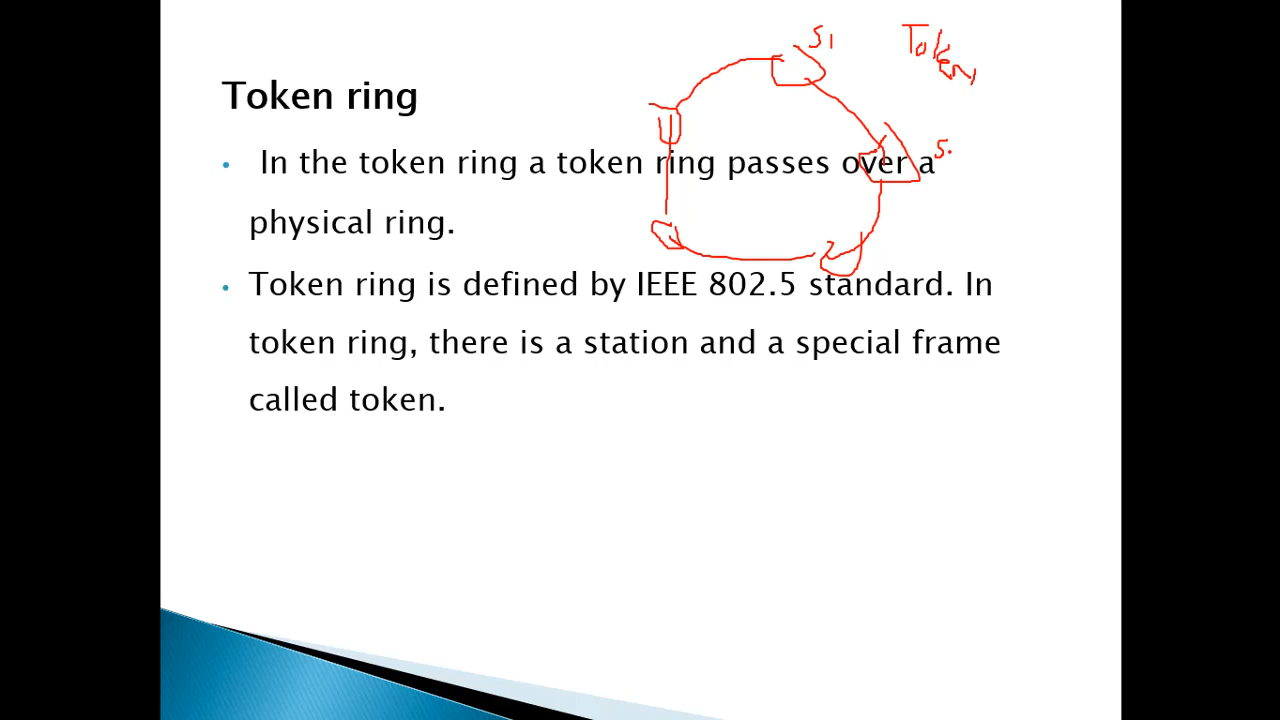 S1
Token
Token ring
• In the token ring a token ring passes over a
S
physical ring.
• Token ring is defined by IEEE 802.5 standard. In
token ring, there is a station and a special frame
called token.